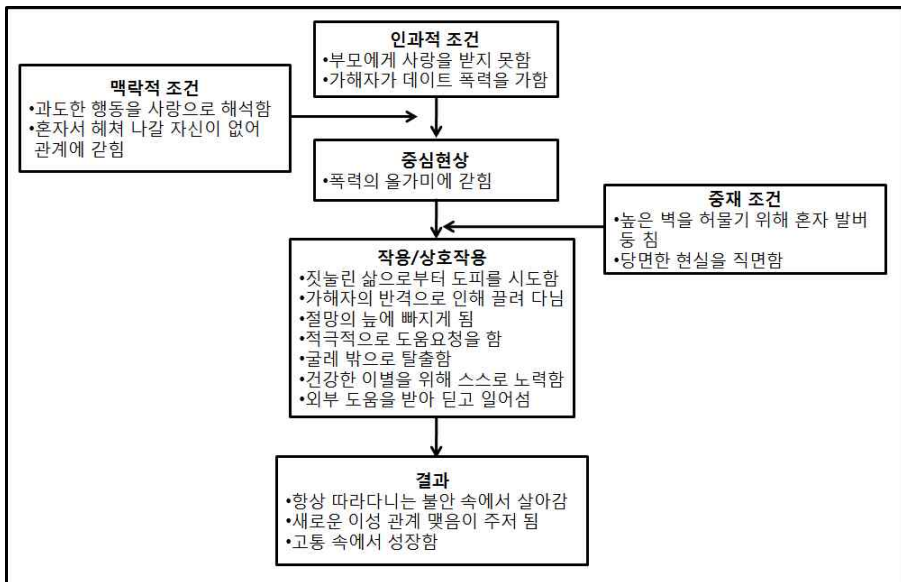 인과적 조건
•부모에게 사랑을 받지 못함
•가해자가 데이트 폭력을 가함
맥락적 조건
•과도한 행동을 사랑으로 해석함
•혼자서 헤쳐 나갈 자신이 없어
관계에 갇힘
중심현상
•폭력의 올가미에 갇힘
중재 조건
•높은 벽을 허물기 위해 혼자 발버
둥 침
•당면한 현실을 직면함
작용/상호작용
•짓눌린 삶으로부터 도피를 시도함
•가해자의 반격으로 인해 끌려 다님
•절망의 늪에 빠지게 됨
•적극적으로 도움요청을 함
•굴레 밖으로 탈출함
•건강한 이별을 위해 스스로 노력함
•외부 도움을 받아 딛고 일어섬
결과
•항상 따라다니는 불안 속에서 살아감
•새로운 이성 관계 맺음이 주저 됨
•고통 속에서 성장함